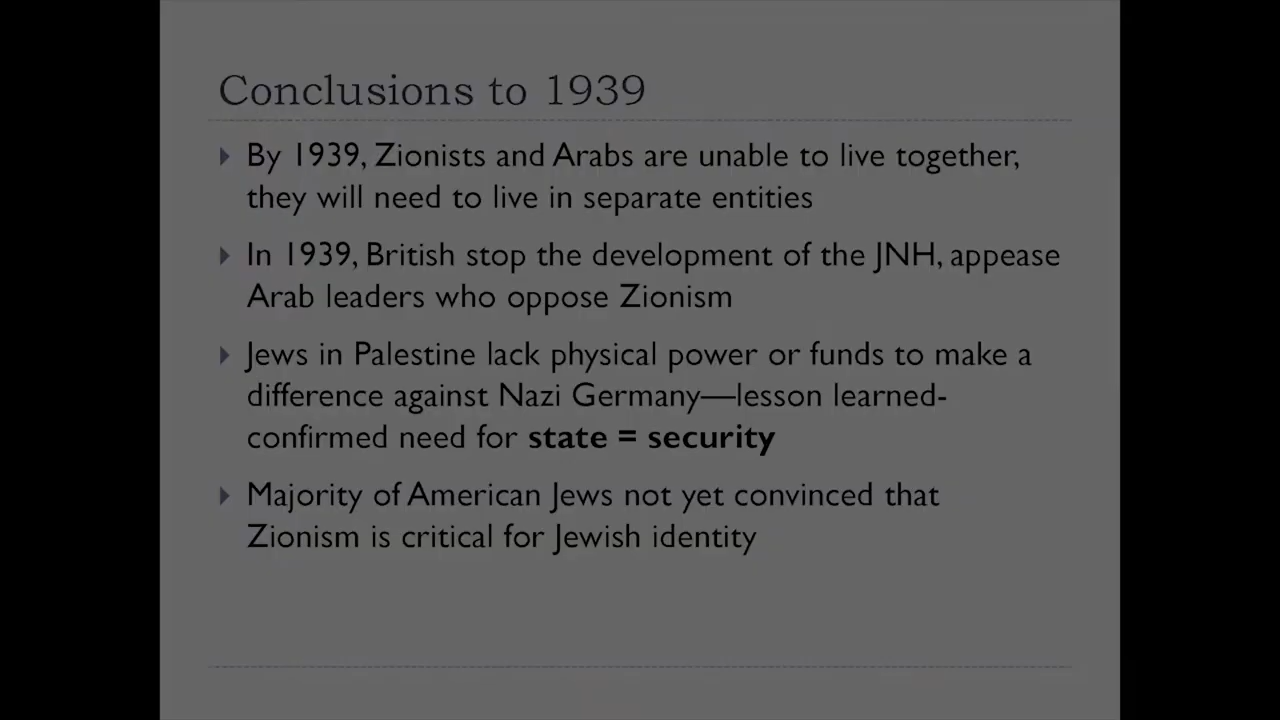 Conclusions to 1939
By 1939, Zionists and Arabs are unable to live together,
they will need to live in separate entities
In 1939, British stop the development of the JNH, appease
Arab leaders who oppose Zionism
Jews in Palestine lack physical power or funds to make a
difference against Nazi Germany—lesson learned-
confirmed need for state = security
Majority of American Jews not yet convinced that
Zionism is critical for Jewish identity